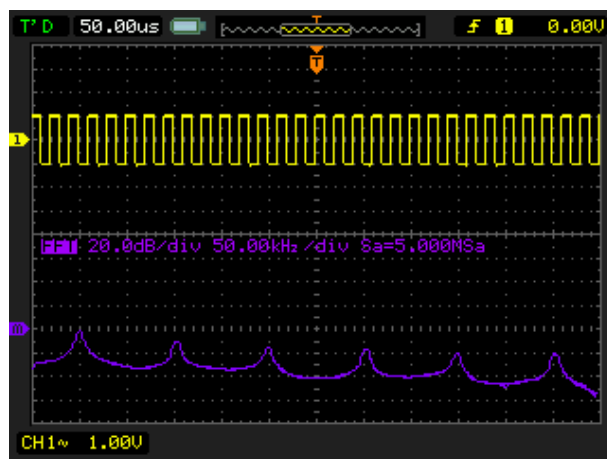 T'D 50.00us T 1 0.00V
T
1
FFT 20.0dB/div 50.00kHz/div Sa=5.000MSa
m
CH1~ 1.00V